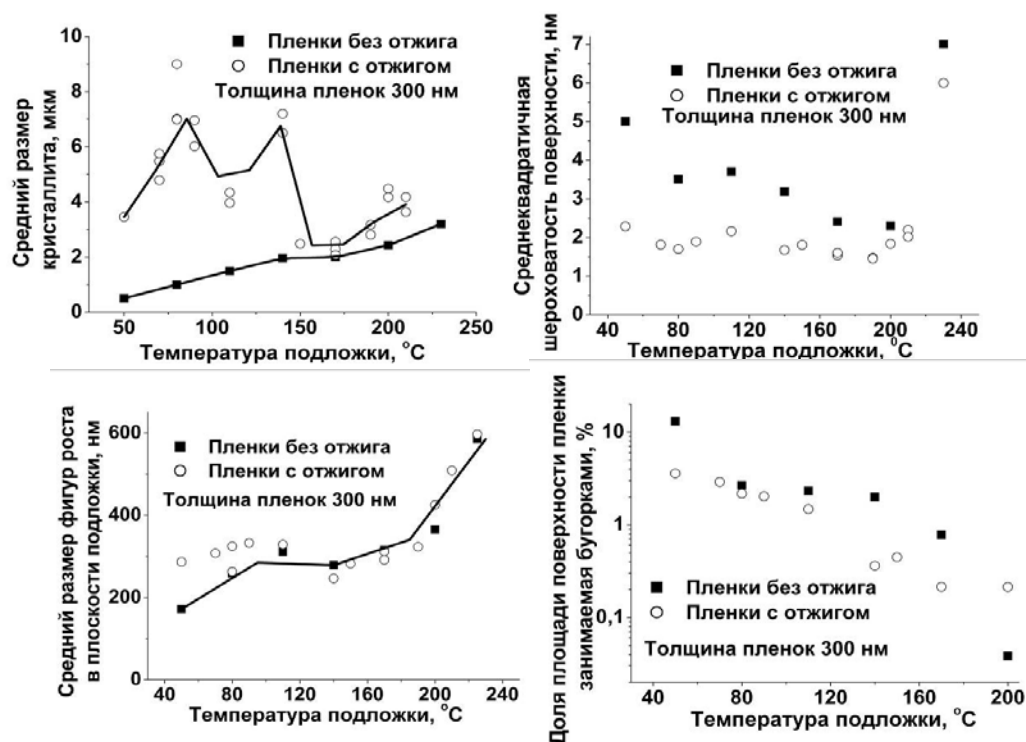 Средний размер
кристаллита, мкм
10
8
6
4
2
0
Пленки без отжига
Пленки с отжигом
Толщина пленок 300 нм
50
100
150
200
250
Температура подложки, °C
Среднеквадратичная
шероховатость поверхности, нм
7
6
5
4
3
2
1
0
Пленки без отжига
Пленки с отжигом
Толщина пленок 300 нм
40
80
120
160
200
240
Температура подложки, °C
Средний размер фигур роста
в плоскости подложки, нм
600
400
200
0
Пленки без отжига
Пленки с отжигом
Толщина пленок 300 нм
40
80
120
160
200
240
Температура подложки, °C
Доля площади поверхности пленки
занимаемая бугорками, %
10
1
0,1
Пленки без отжига
Пленки с отжигом
Толщина пленок 300 нм
40
80
120
160
200
Температура подложки, °C